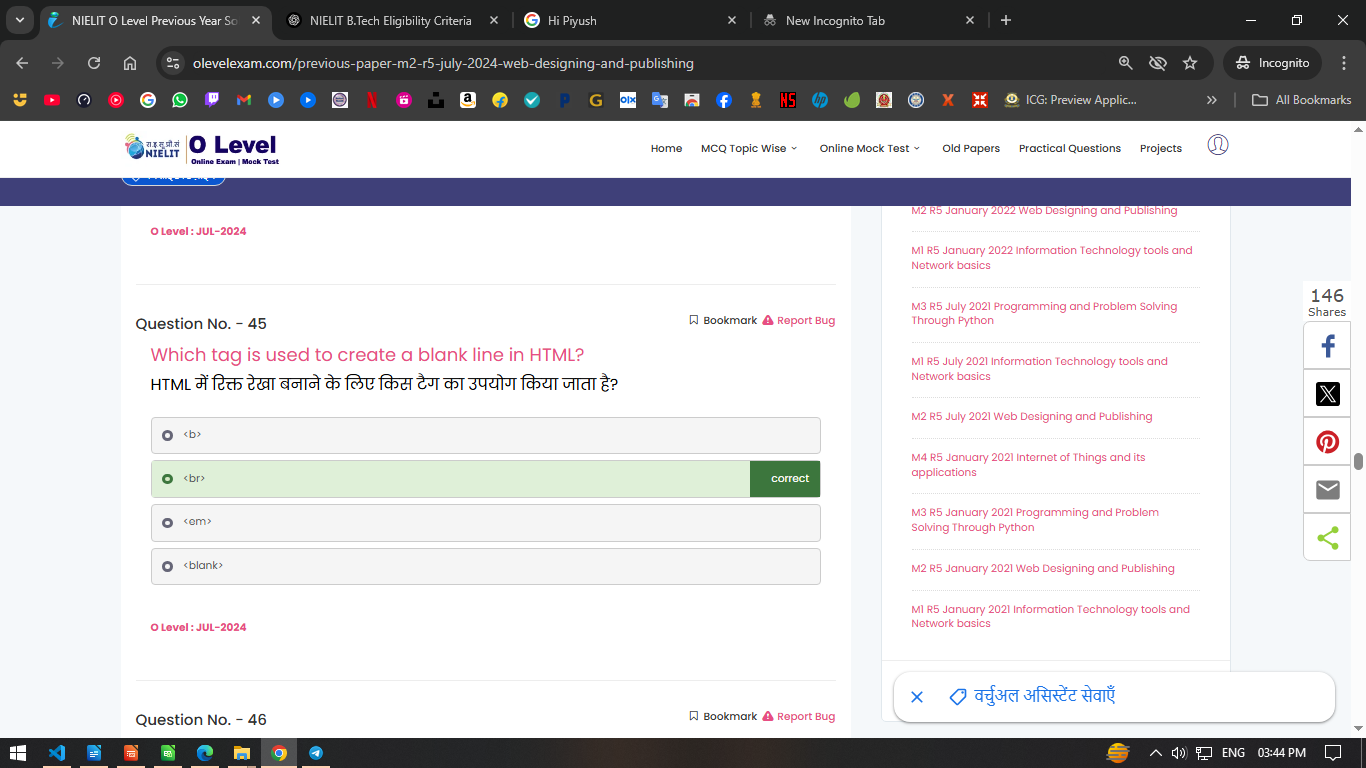 NIELIT O Level Previous Year So
NIELIT B.Tech Eligibility Criteria
Hi Piyush
New Incognito Tab
olevelexam.com/previous-paper-m2-r5-july-2024-web-designing-and-publishing
Incognito
ICG: Preview Applic...
All Bookmarks
रा.इ.सू.प्रौ.सं
NIELIT
O Level
Online Exam | Mock Test
Home
MCQ Topic Wise
Online Mock Test
Old Papers
Practical Questions
Projects
O Level : JUL-2024
Question No. - 45
Bookmark
Report Bug
Which tag is used to create a blank line in HTML?
HTML में रिक्त रेखा बनाने के लिए किस टैग का उपयोग किया जाता है?
<b>
<br>
correct
<em>
<blank>
O Level : JUL-2024
Question No. - 46
Bookmark
Report Bug
M2 R5 January 2022 Web Designing and Publishing
M1 R5 January 2022 Information Technology tools and
Network basics
M3 R5 July 2021 Programming and Problem Solving
Through Python
M1 R5 July 2021 Information Technology tools and
Network basics
M2 R5 July 2021 Web Designing and Publishing
M4 R5 January 2021 Internet of Things and its
applications
M3 R5 January 2021 Programming and Problem
Solving Through Python
M2 R5 January 2021 Web Designing and Publishing
M1 R5 January 2021 Information Technology tools and
Network basics
146
Shares
वर्चुअल असिस्टेंट सेवाएँ
ENG
03:44 PM